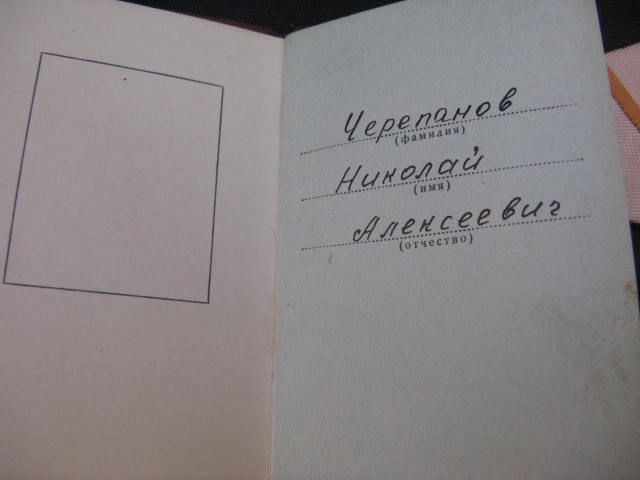 Черепанов
(фамилия)
Николай
(имя)
Алексеевич
(отчество)